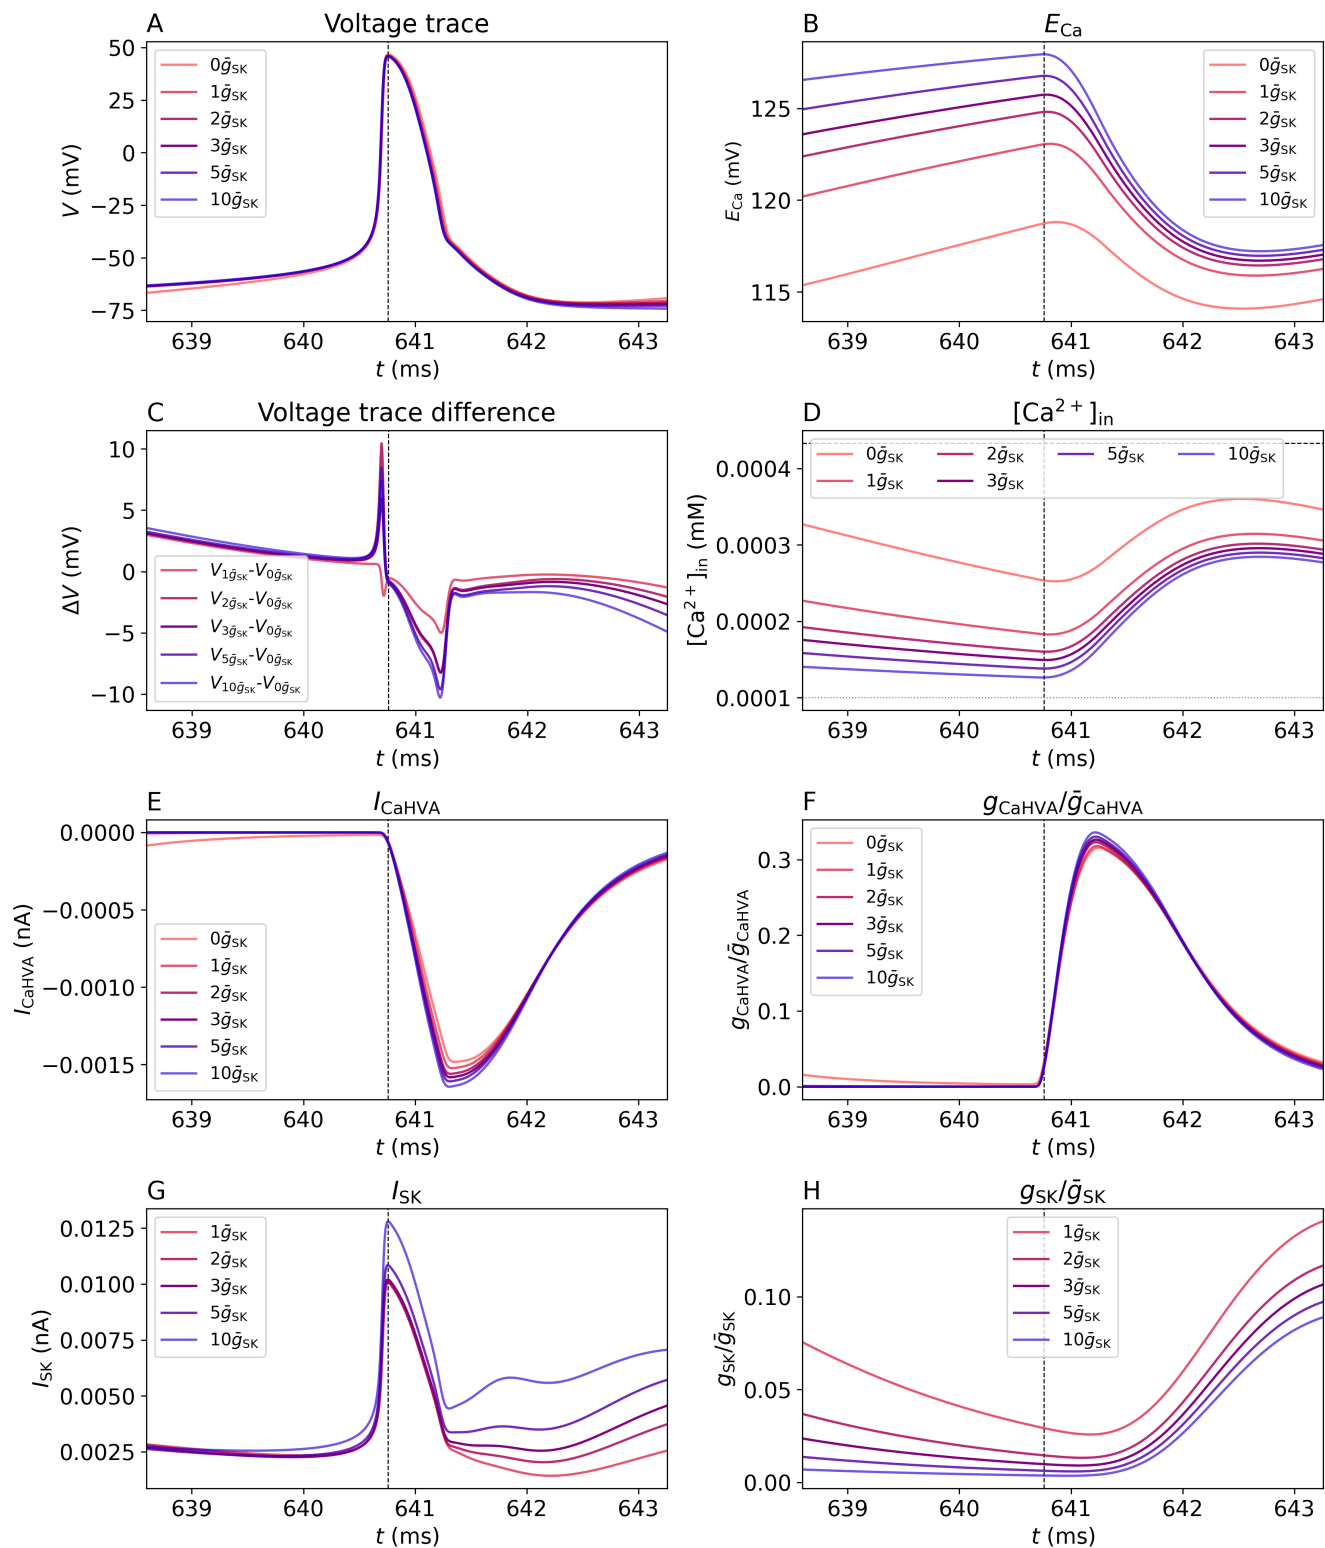 A Voltage trace
50
25
0
−25
−50
−75
V (mV)
0ḡSK
1ḡSK
2ḡSK
3ḡSK
5ḡSK
10ḡSK
639 640 641 642 643
t (ms)
B ECa
125
120
115
ECa (mV)
0ḡSK
1ḡSK
2ḡSK
3ḡSK
5ḡSK
10ḡSK
639 640 641 642 643
t (ms)
C Voltage trace difference
10
5
0
−5
−10
ΔV (mV)
V1ḡSK-V0ḡSK
V2ḡSK-V0ḡSK
V3ḡSK-V0ḡSK
V5ḡSK-V0ḡSK
V10ḡSK-V0ḡSK
639 640 641 642 643
t (ms)
D [Ca2+]in
0.0004
0.0003
0.0002
0.0001
[Ca2+]in (mM)
0ḡSK 2ḡSK 5ḡSK 10ḡSK
1ḡSK 3ḡSK
639 640 641 642 643
t (ms)
E ICaHVA
0.0000
−0.0005
−0.0010
−0.0015
ICaHVA (nA)
0ḡSK
1ḡSK
2ḡSK
3ḡSK
5ḡSK
10ḡSK
639 640 641 642 643
t (ms)
F gCaHVA/ḡCaHVA
0.3
0.2
0.1
0.0
gCaHVA/ḡCaHVA
0ḡSK
1ḡSK
2ḡSK
3ḡSK
5ḡSK
10ḡSK
639 640 641 642 643
t (ms)
G ISK
0.0125
0.0100
0.0075
0.0050
0.0025
ISK (nA)
1ḡSK
2ḡSK
3ḡSK
5ḡSK
10ḡSK
639 640 641 642 643
t (ms)
H gSK/ḡSK
0.10
0.05
0.00
gSK/ḡSK
1ḡSK
2ḡSK
3ḡSK
5ḡSK
10ḡSK
639 640 641 642 643
t (ms)